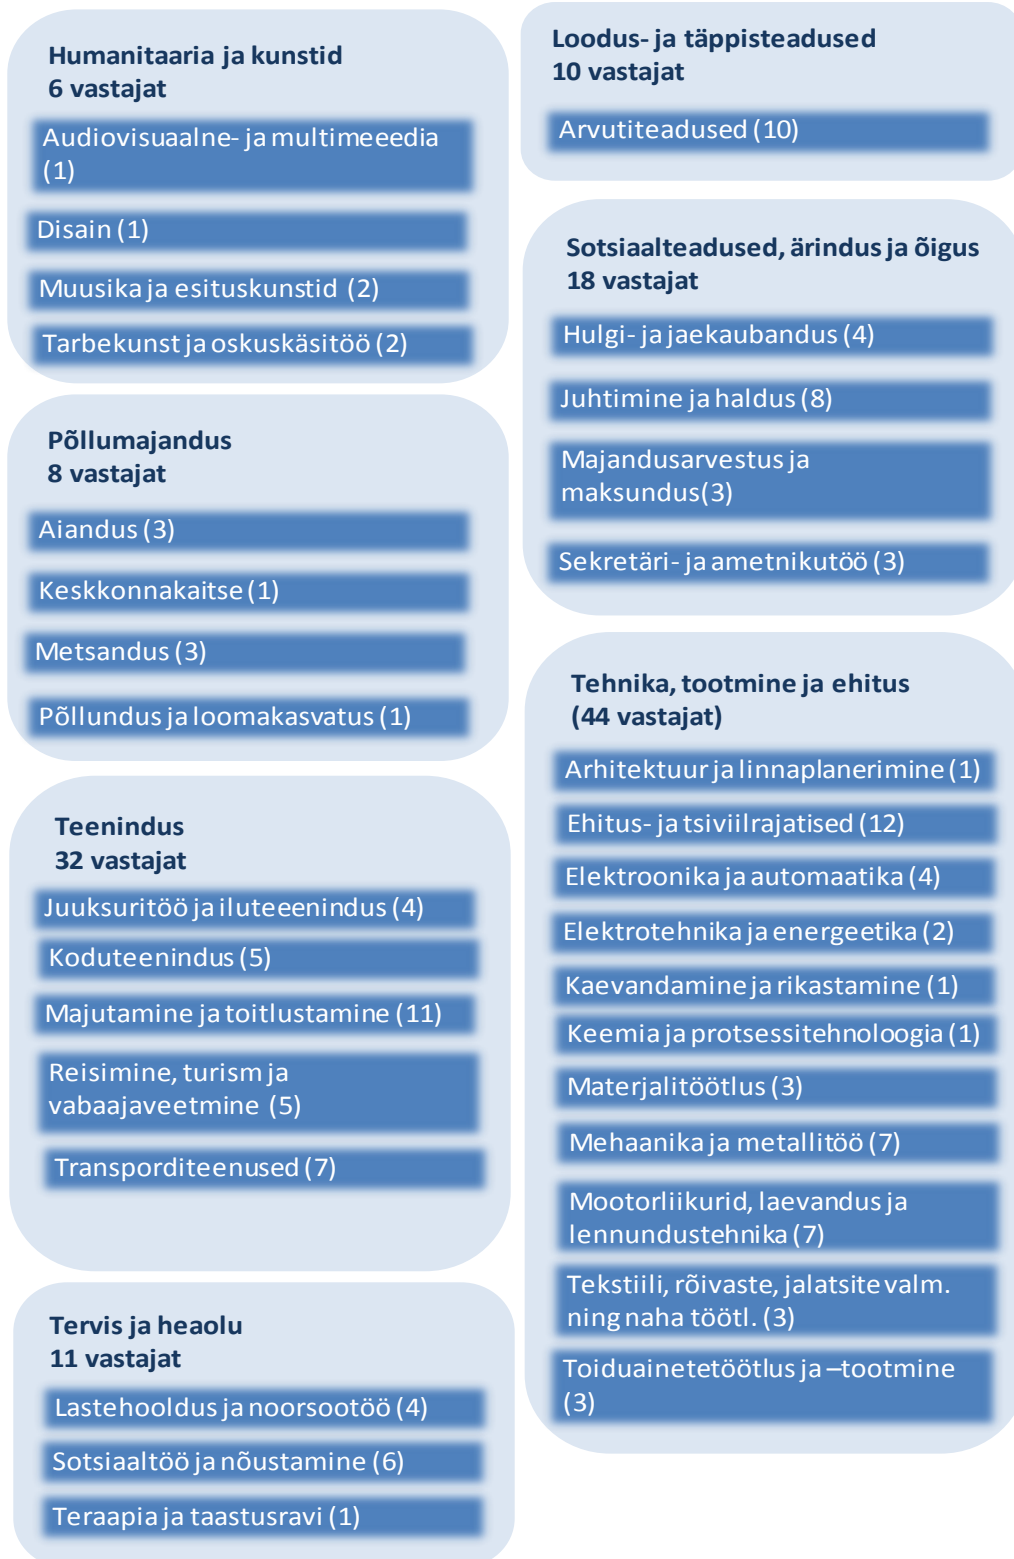 Humanitaaria ja kunstid
6 vastajat
Audiovisuaalne- ja multimeeedia
(1)
Disain (1)
Muusika ja esituskunstid (2)
Tarbekunst ja oskuskäsitöö (2)
Põllumajandus
8 vastajat
Aiandus (3)
Keskkonnakaitse (1)
Metsandus (3)
Põllundus ja loomakasvatus (1)
Teenindus
32 vastajat
Juuksuritöö ja iluteeenindus (4)
Koduteenindus (5)
Majutamine ja toitlustamine (11)
Reisimine, turism ja
vabaajaveetmine (5)
Transporditeenused (7)
Tervis ja heaolu
11 vastajat
Lastehooldus ja noorsootöö (4)
Sotsiaaltöö ja nõustamine (6)
Teraapia ja taastusravi (1)
Loodus- ja täppisteadused
10 vastajat
Arvutiteadused (10)
Sotsiaalteadused, ärindus ja õigus
18 vastajat
Hulgi- ja jaekaubandus (4)
Juhtimine ja haldus (8)
Majandusarvestus ja
maksundus(3)
Sekretäri- ja ametnikutöö (3)
Tehnika, tootmine ja ehitus
(44 vastajat)
Arhitektuur ja linnaplanerimine (1)
Ehitus- ja tsiviilrajatised (12)
Elektroonika ja automaatika (4)
Elektrotehnika ja energeetika (2)
Kaevandamine ja rikastamine (1)
Keemia ja protsessitehnoloogia (1)
Materjalitöötlus (3)
Mehaanika ja metallitöö (7)
Mootorliikurid, laevandus ja
lennundustehnika (7)
Tekstiili, rõivaste, jalatsite valm.
ning naha töötl. (3)
Toiduainetetöötlus ja –tootmine
(3)